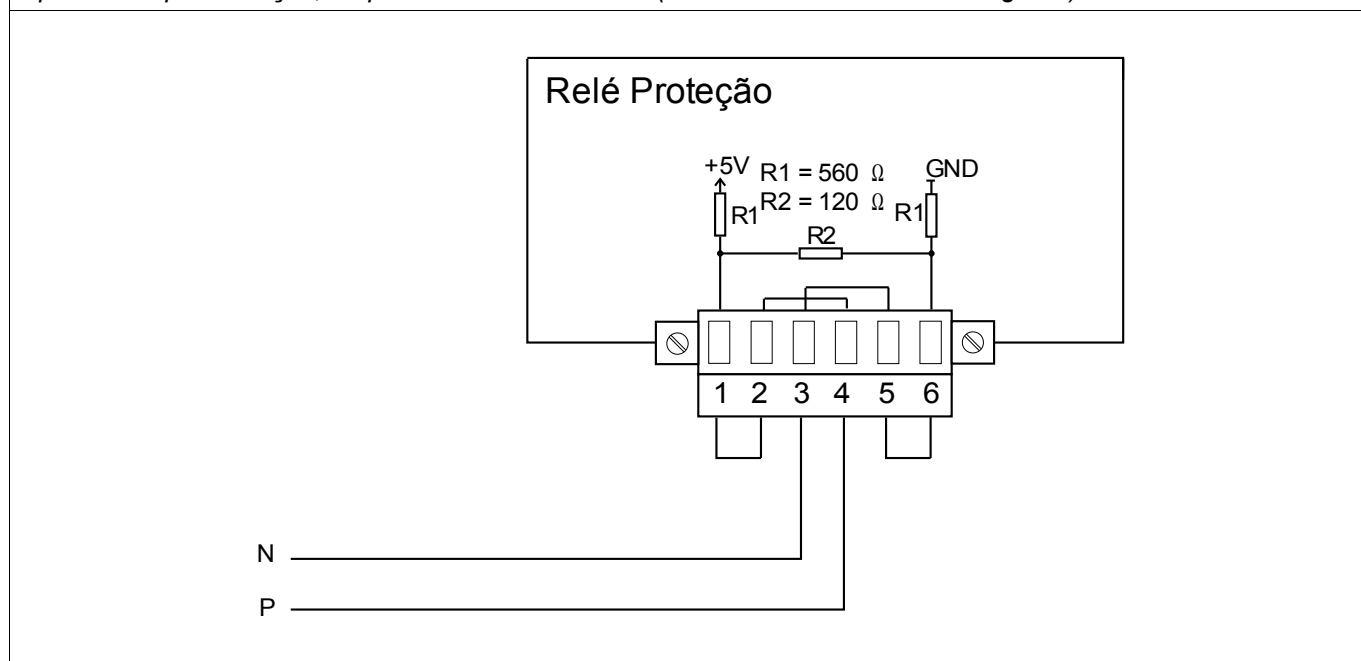 Relé Proteção
+5V R1 = 560 Ω GND
R1 R2 = 120 Ω R1
R2
1 2 3 4 5 6
N
P